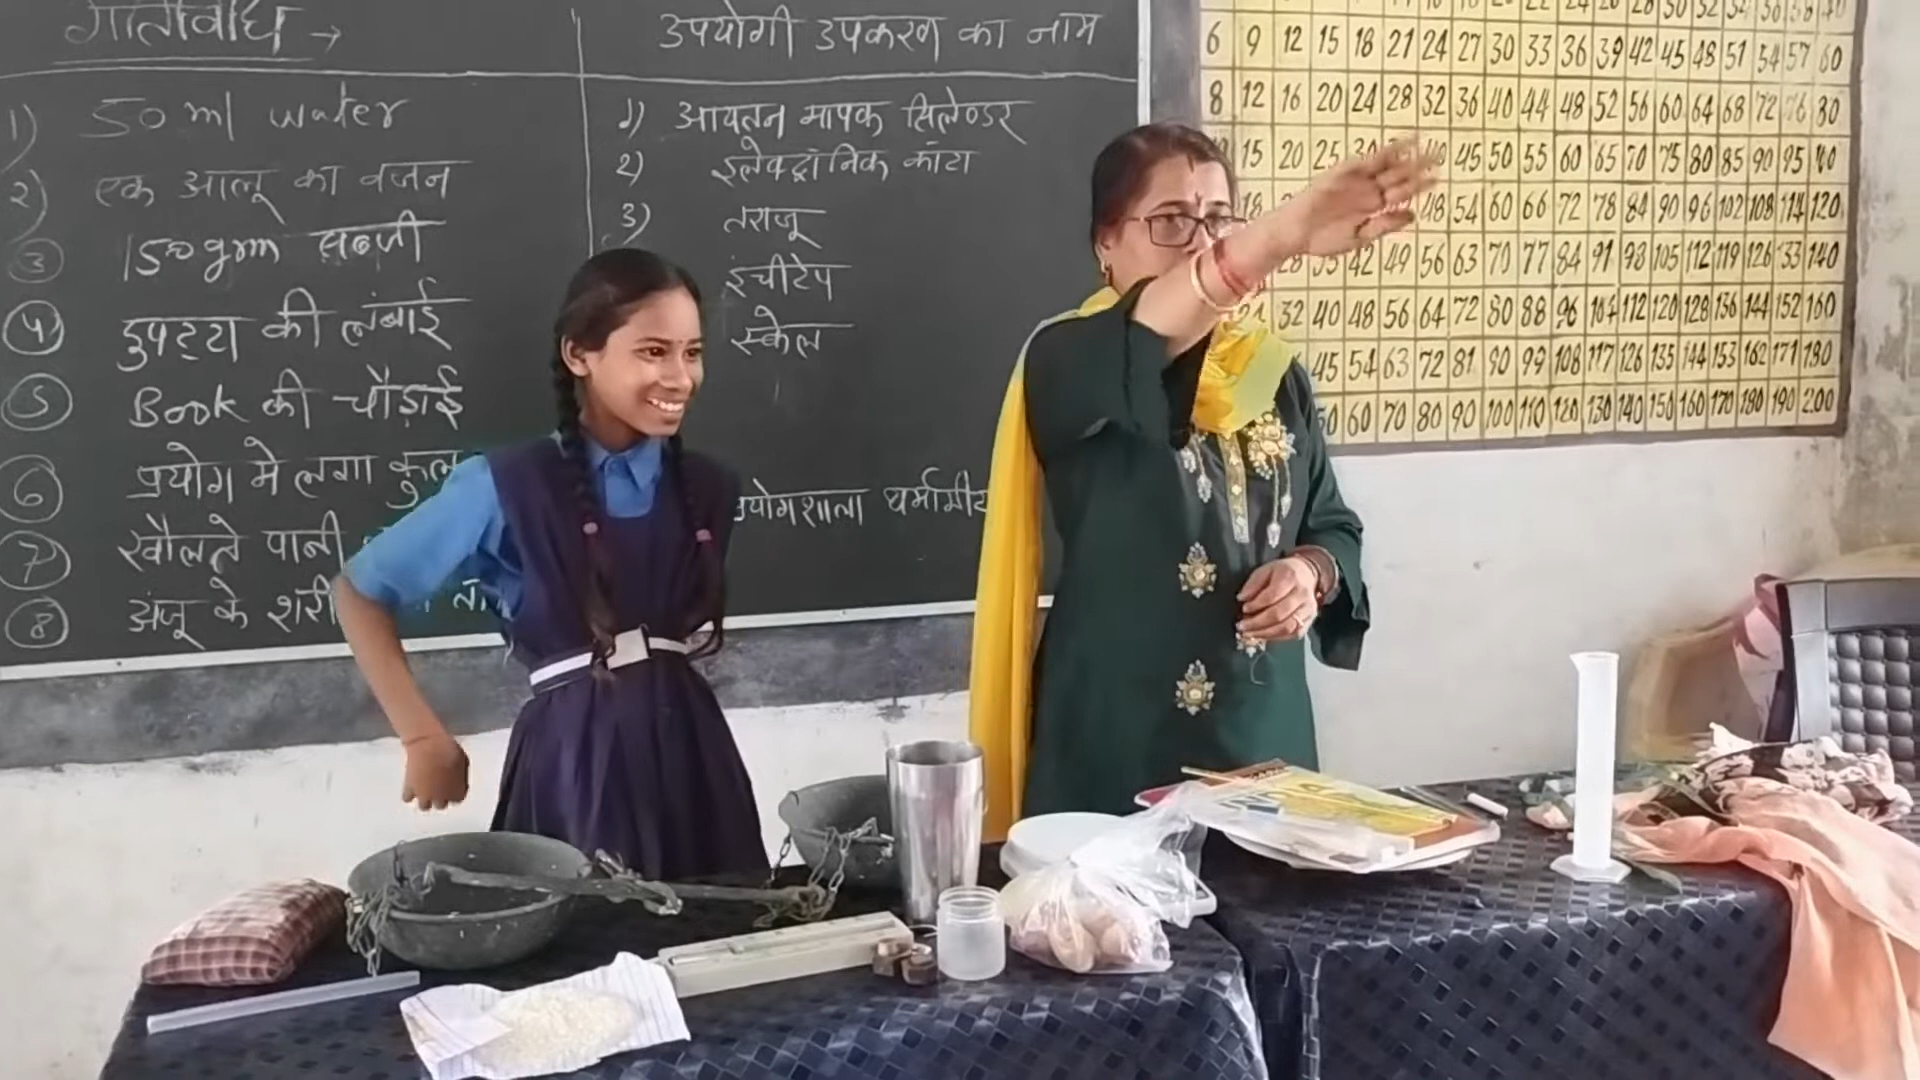 गतिविधि →
उपयोगी उपकरण का नाम
1) 50 ml water
1) आयतन मापक सिलेण्डर
2) एक आलू का वजन
2) इलेक्ट्रॉनिक कांटा
3 150 grm सब्जी
3) तराजू
4 दुपट्टा की लंबाई
इंचीटेप
5 Book की चौड़ाई
स्केल
6 प्रयोग मे लगा कुल
7 खौलते पानी
8 अंजू के
6 9 12 15 18 21 24 27 30 33 36 39 42 45 48 51 54 57 60
8 12 16 20 24 28 32 36 40 44 48 52 56 60 64 68 72 76 80
15 20 25 45 50 55 60 65 70 75 80 85 90 95
48 54 60 66 72 78 84 90 96 102 108 114 120
42 49 56 63 70 77 84 91 98 105 112 119 126 133 140
32 40 48 56 64 72 80 88 96 104 112 120 128 136 144 152 160
45 54 63 72 81 90 99 108 117 126 135 144 153 162 171 180
60 70 80 90 100 110 120 130 140 150 160 170 180 190 200